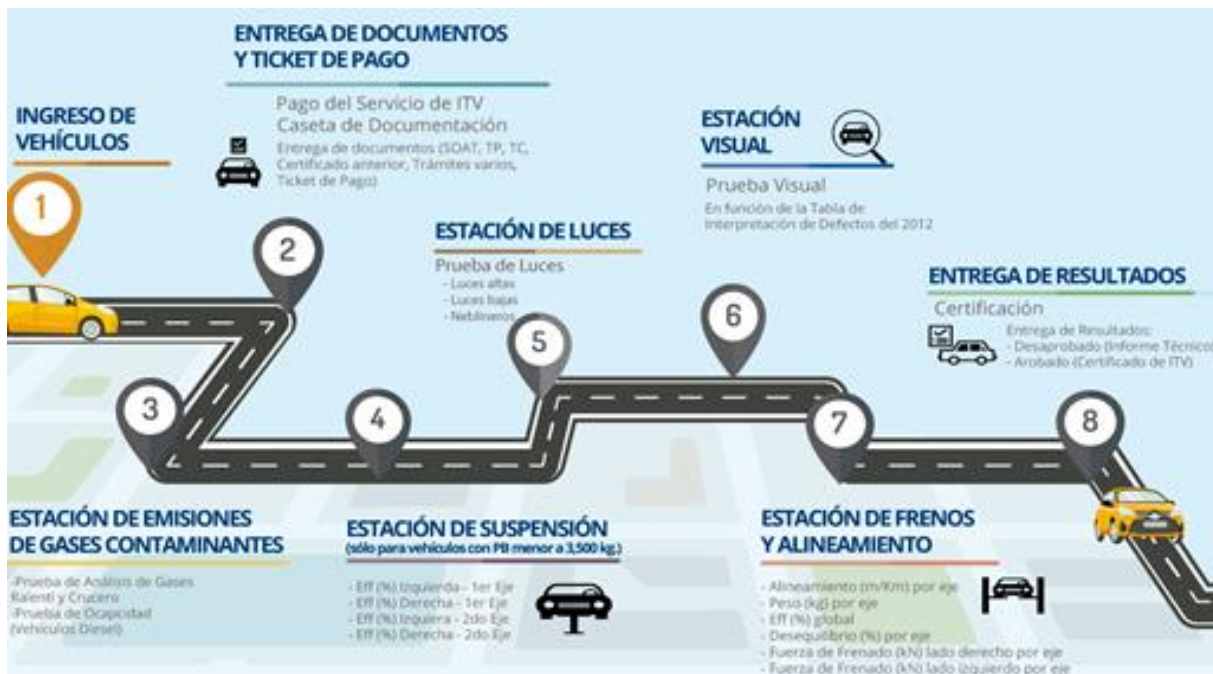 INGRESO DE
VEHÍCULOS
1
ENTREGA DE DOCUMENTOS
Y TICKET DE PAGO
Pago del Servicio de ITV
Caseta de Documentación
Entrega de documentos (SOAT, TP, TC,
Certificado anterior, Trámites varios,
Ticket de Pago)
2
3
ESTACIÓN DE EMISIONES
DE GASES CONTAMINANTES
-Prueba de Análisis de Gases
Ralenti y Crucero
-Prueba de Ocapcidad
(Vehículos Diesel)
4
ESTACIÓN DE SUSPENSIÓN
(sólo para vehículos con PB menor a 3,500 kg.)
- Eff (%) Izquierda - 1er Eje
- Eff (%) Derecha - 1er Eje
- Eff (%) Izquiera - 2do Eje
- Eff (%) Derecha - 2do Eje
ESTACIÓN DE LUCES
Prueba de Luces
- Luces altas
- Luces bajas
- Neblineros
5
ESTACIÓN
VISUAL
Prueba Visual
En función de la Tabla de
Interpretación de Defectos del 2012
6
7
ESTACIÓN DE FRENOS
Y ALINEAMIENTO
- Alineamiento (m/Km) por eje
- Peso (kg) por eje
- Eff (%) global
- Desequilibrio (%) por eje
- Fuerza de Frenado (kN) lado derecho por eje
- Fuerza de Frenado (kN) lado izquierdo por eje
ENTREGA DE RESULTADOS
Certificación
Entrega de Resultados:
- Desaprobado (Informe Técnico)
- Arobado (Certificado de ITV)
8